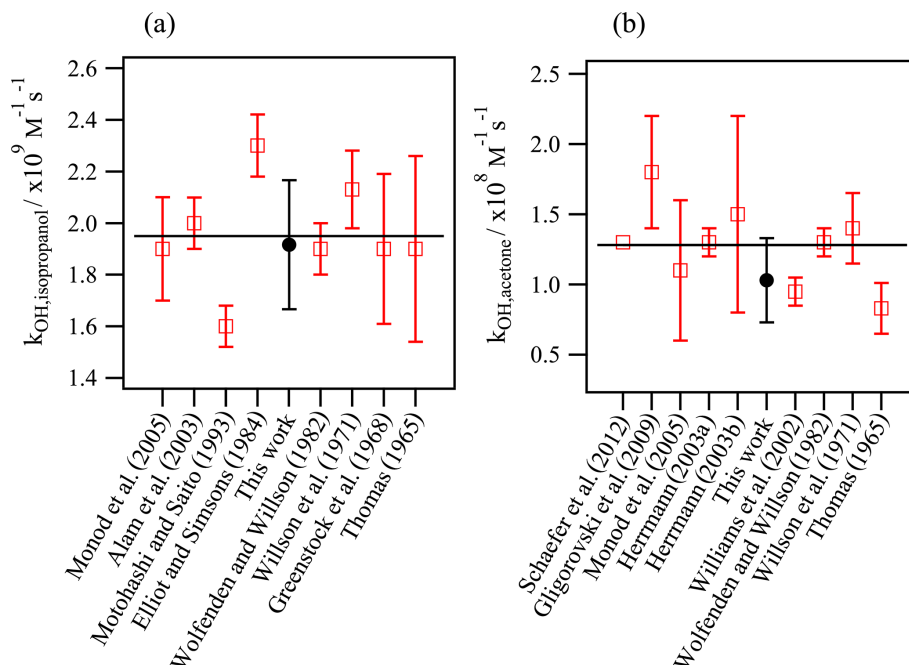 (a)
k_OH,isopropanol / x10^9 M^-1 s^-1
2.6
2.4
2.2
2.0
1.8
1.6
1.4
Monod et al. (2005)
Alam et al. (2003)
Motohashi and Saito (1993)
Elliot and Simsons (1984)
This work
Wolfenden and Willson (1982)
Willson et al. (1971)
Greenstock et al. (1968)
Thomas (1965)
(b)
k_OH,acetone / x10^8 M^-1 s^-1
2.5
2.0
1.5
1.0
0.5
Schaefer et al. (2012)
Gligorovski et al. (2009)
Monod et al. (2005)
Herrmann (2003a)
Herrmann (2003b)
This work
Williams et al. (2002)
Wolfenden and Willson (1982)
Willson et al. (1971)
Thomas (1965)